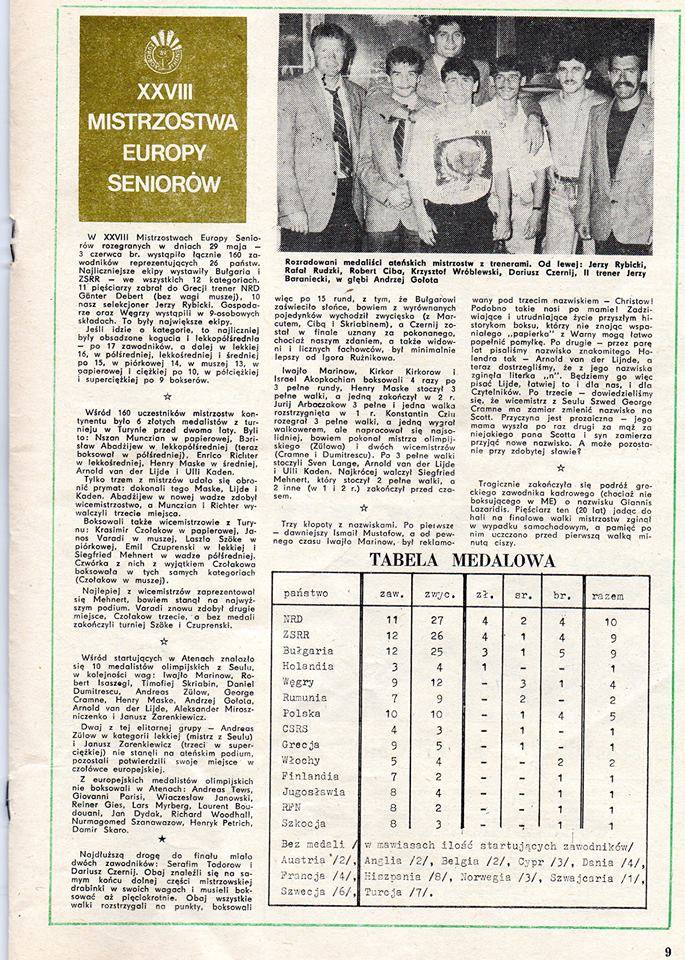 XXVIII
MISTRZOSTWA
EUROPY
SENIORÓW
R-M
Rozradowani medaliści ateńskich mistrzostw z trenerami. Od lewej: Jerzy Rybicki,
Rafał Rudzki, Robert Ciba, Krzysztof Wróblewski, Dariusz Czernij, II trener Jerzy
Baraniecki, w głębi Andrzej Gołota
W XXVIII Mistrzostwach Europy Senio-
rów rozegranych w dniach 29 maja –
3 czerwca br. wystąpiło łącznie 160 za-
wodników reprezentujących 26 państw.
Najliczniejsze ekipy wystawiły Bułgaria i
ZSRR – we wszystkich 12 kategoriach.
11 pięściarzy zabrał do Grecji trener NRD
Günter Debert (bez wagi muszej), 10
nasz selekcjoner Jerzy Rybicki. Gospoda-
rze oraz Węgrzy wystąpili w 9-osobowych
składach. To były największe ekipy.
Jeśli idzie o kategorie, to najliczniej
były obsadzone kogucia i lekkopółśrednia
– po 17 zawodników, a dalej w lekkiej
16, w półśredniej, lekkośredniej i średniej
po 15, w piórkowej 14, w muszej 13, w
papierowej i ciężkiej po 10, w półciężkiej
i superciężkiej po 9 bokserów.
☆
Wśród 160 uczestników mistrzostw kon-
tynentu było 6 złotych medalistów z tur-
nieju w Turynie przed dwoma laty. Byli
to: Nszan Munczian w papierowej, Bori-
sław Abadżijew w lekkopółśredniej (teraz
boksował w półśredniej), Enrico Richter
w lekkośredniej, Henry Maske w średniej,
Arnold van der Lijde i Ulli Kaden.
Tylko trzem z mistrzów udało się obro-
nić prymat: dokonali tego Maske, Lijde i
Kaden. Abadżijew w nowej wadze zdobył
wicemistrzostwo, a Munczian i Richter wy-
walczyli trzecie miejsca.
Boksowali także wicemistrzowie z Tury-
nu: Krasimir Czołakow w papierowej, Ja-
nos Varadi w muszej, Laszlo Szöke w
piórkowej, Emil Czuprenski w lekkiej i
Siegfried Mehnert w wadze półśredniej.
Czwórka z nich z wyjątkiem Czołakowa
boksowała w tych samych kategoriach
(Czołakow w muszej).
Najlepiej z wicemistrzów zaprezentował
się Mehnert, bowiem stanął na najwyż-
szym podium. Varadi znowu zdobył drugie
miejsce, Czołakow trzecie, a bez medali
zakończyli turniej Szöke i Czuprenski.
☆
Wśród startujących w Atenach znalazło
się 10 medalistów olimpijskich z Seulu,
w kolejności wag: Iwajło Marinow, Ro-
bert Isaszegi, Timofiej Skriabin, Daniel
Dumitrescu, Andreas Zülow, George
Cramne, Henry Maske, Andrzej Gołota,
Arnold van der Lijde, Aleksander Mirosz-
niczenko i Janusz Zarenkiewicz.
Dwaj z tej elitarnej grupy – Andreas
Zülow w kategorii lekkiej (mistrz z Seulu)
i Janusz Zarenkiewicz (trzeci w super-
ciężkiej) nie stanęli na ateńskim podium,
pozostali potwierdzili swoje miejsce w
czołówce europejskiej.
Z europejskich medalistów olimpijskich
nie boksowali w Atenach: Andreas Tews,
Giovanni Parisi, Wiaczesław Janowski,
Reiner Gies, Lars Myrberg, Laurent Bou-
douani, Jan Dydak, Richard Woodhall,
Nurmagomed Szanawazow, Henryk Petrich,
Damir Skaro.
★
Najdłuższą drogę do finału miało
dwóch zawodników: Serafim Todorow i
Dariusz Czernij. Obaj znaleźli się na sa-
mym końcu dolnej części mistrzowskiej
drabinki w swoich wagach i musieli bok-
sować aż pięciokrotnie. Obaj wszystkie
walki rozstrzygali na punkty, boksowali
więc po 15 rund, z tym, że Bułgarowi
zaświeciło słońce, bowiem z wyrównanych
pojedynków wychodził zwycięską (z Mar-
cutem, Cibą i Skriabinem), a Czernij zo-
stał w finale uznany za pokonanego,
chociaż naszym zdaniem, a także widow-
ni i licznych fachowców, był minimalnie
lepszy od Igora Rużnikowa.
Iwajło Marinow, Kirkor Kirkorow i
Israel Akopkochian boksowali 4 razy po
3 pełne rundy, Henry Maske stoczył 3
pełne walki, a jedną zakończył w 2 r.
Jurij Arbaczakow 3 pełne i jedna walka
rozstrzygnięta w 1 r. Konstantin Cziu
rozegrał 3 pełne walki, a jedną wygrał
walkowerem, ale napracował się najso-
lidniej, bowiem pokonał mistrza olimpij-
skiego (Zülowa) i dwóch wicemistrzów
(Cramne i Dumitrescu). Po 3 pełne walki
stoczyli Sven Lange, Arnold van der Lijde
i Ulli Kaden. Najkrócej walczył Siegfried
Mehnert, który stoczył 2 pełne walki, a
2 inne (w 1 i 2 r.) zakończył przed cza-
sem.
☆
Trzy kłopoty z nazwiskami. Po pierwsze
– dawniejszy Ismaił Mustafow, a od pew-
nego czasu Iwajło Marinow, był reklamo-
wany pod trzecim nazwiskiem – Christow!
Podobno takie nosi po mamie! Zadzi-
wiające i utrudniające życie przyszłym hi-
storykom boksu, którzy nie znając wspa-
niałego „papierka” z Warny mogą łatwo
popełnić pomyłkę. Po drugie – przez parę
lat pisaliśmy nazwisko znakomitego Ho-
lendra tak – Arnold van der Lijnde, a
teraz dostrzegliśmy, że z jego nazwiska
zginęła literka „n”. Będziemy go więc
pisać Lijde, łatwiej to i dla nas, i dla
Czytelników. Po trzecie – dowiedzieliśmy
się, że wicemistrz z Seulu Szwed George
Cramne ma zamiar zmienić nazwisko na
Scott. Przyczyna jest prozaiczna – jego
mama wyszła po raz drugi za mąż za
niejakiego pana Scotta i syn zamierza
przyjąć nowe nazwisko. A może pozosta-
nie przy zdobytej sławie?
☆
Tragicznie zakończyła się podróż gre-
ckiego zawodnika kadrowego (chociaż nie
boksującego w ME) o nazwisku Giannis
Lazaridis. Pięściarz ten (20 lat) jadąc do
hali na finałowe walki mistrzostw zginął
w wypadku samochodowym, a pamięć po
nim uczczono przed pierwszą walką mi-
nutą ciszy.
TABELA MEDALOWA
państwo zaw. zwyc. zł. sr. br. razem
NRD 11 27 4 2 4 10
ZSRR 12 26 4 1 4 9
Bułgaria 12 25 3 1 5 9
Holandia 3 4 1 - - 1
Węgry 9 12 - 3 1 4
Rumunia 7 9 - 2 - 2
Polska 10 10 - 1 4 5
CSRS 4 3 - 1 - 1
Grecja 9 5 - 1 - 1
Włochy 5 4 - - 2 2
Finlandia 7 2 - - 1 1
Jugosławia 8 4 - - 1 1
RFN 8 2 - - 1 1
Szkocja 8 3 - - 1 1
Bez medali /w nawiasach ilość startujących zawodników/
Austria /2/, Anglia /2/, Belgia /2/, Cypr /3/, Dania /4/,
Francja /4/, Hiszpania /8/, Norwegia /3/, Szwajcaria /1/,
Szwecja /6/, Turcja /7/.
9